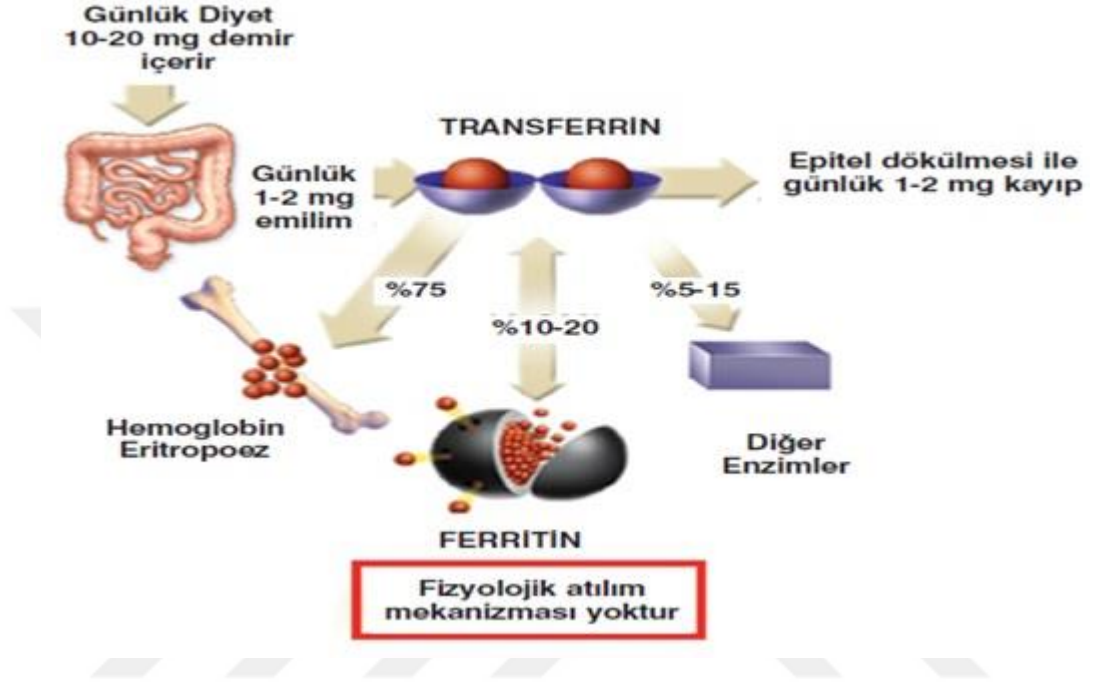 Günlük Diyet
10-20 mg demir
içerir
TRANSFERRİN
Günlük
1-2 mg
emilim
Epitel dökülmesi ile
günlük 1-2 mg kayıp
%75
%10-20
%5-15
Hemoglobin
Eritropoez
Diğer
Enzimler
FERRİTİN
Fizyolojik atılım
mekanizması yoktur